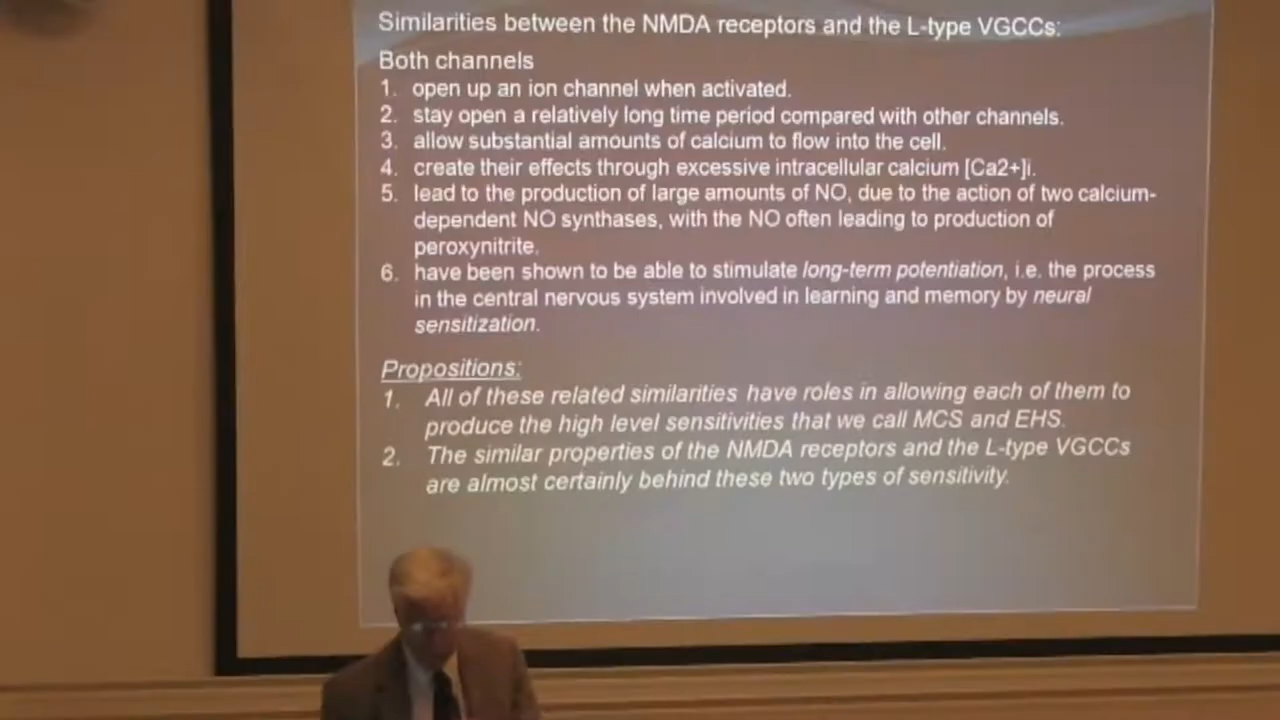 Similarities between the NMDA receptors and the L-type VGCCs:
Both channels
1. open up an ion channel when activated.
2. stay open a relatively long time period compared with other channels.
3. allow substantial amounts of calcium to flow into the cell.
4. create their effects through excessive intracellular calcium [Ca2+]i.
5. lead to the production of large amounts of NO, due to the action of two calcium-
dependent NO synthases, with the NO often leading to production of
peroxynitrite.
6. have been shown to be able to stimulate long-term potentiation, i.e. the process
in the central nervous system involved in learning and memory by neural
sensitization.
Propositions:
1. All of these related similarities have roles in allowing each of them to
produce the high level sensitivities that we call MCS and EHS.
2. The similar properties of the NMDA receptors and the L-type VGCCs
are almost certainly behind these two types of sensitivity.